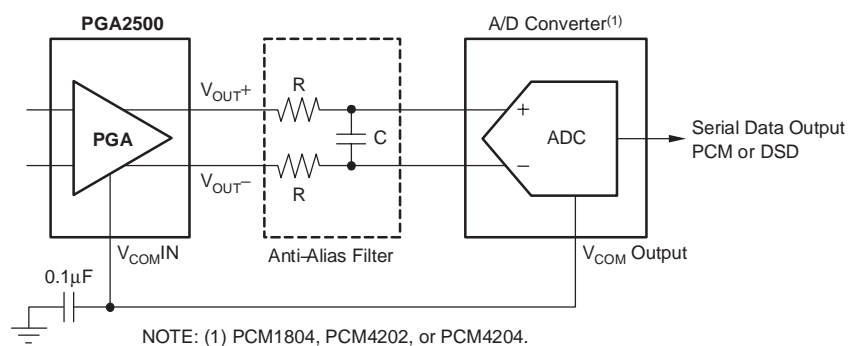 PGA2500
A/D Converter(1)
VOUT+
R
PGA
C
+
ADC
−
Serial Data Output
PCM or DSD
VOUT−
R
VCOMIN
Anti–Alias Filter
VCOM Output
0.1µF
NOTE: (1) PCM1804, PCM4202, or PCM4204.